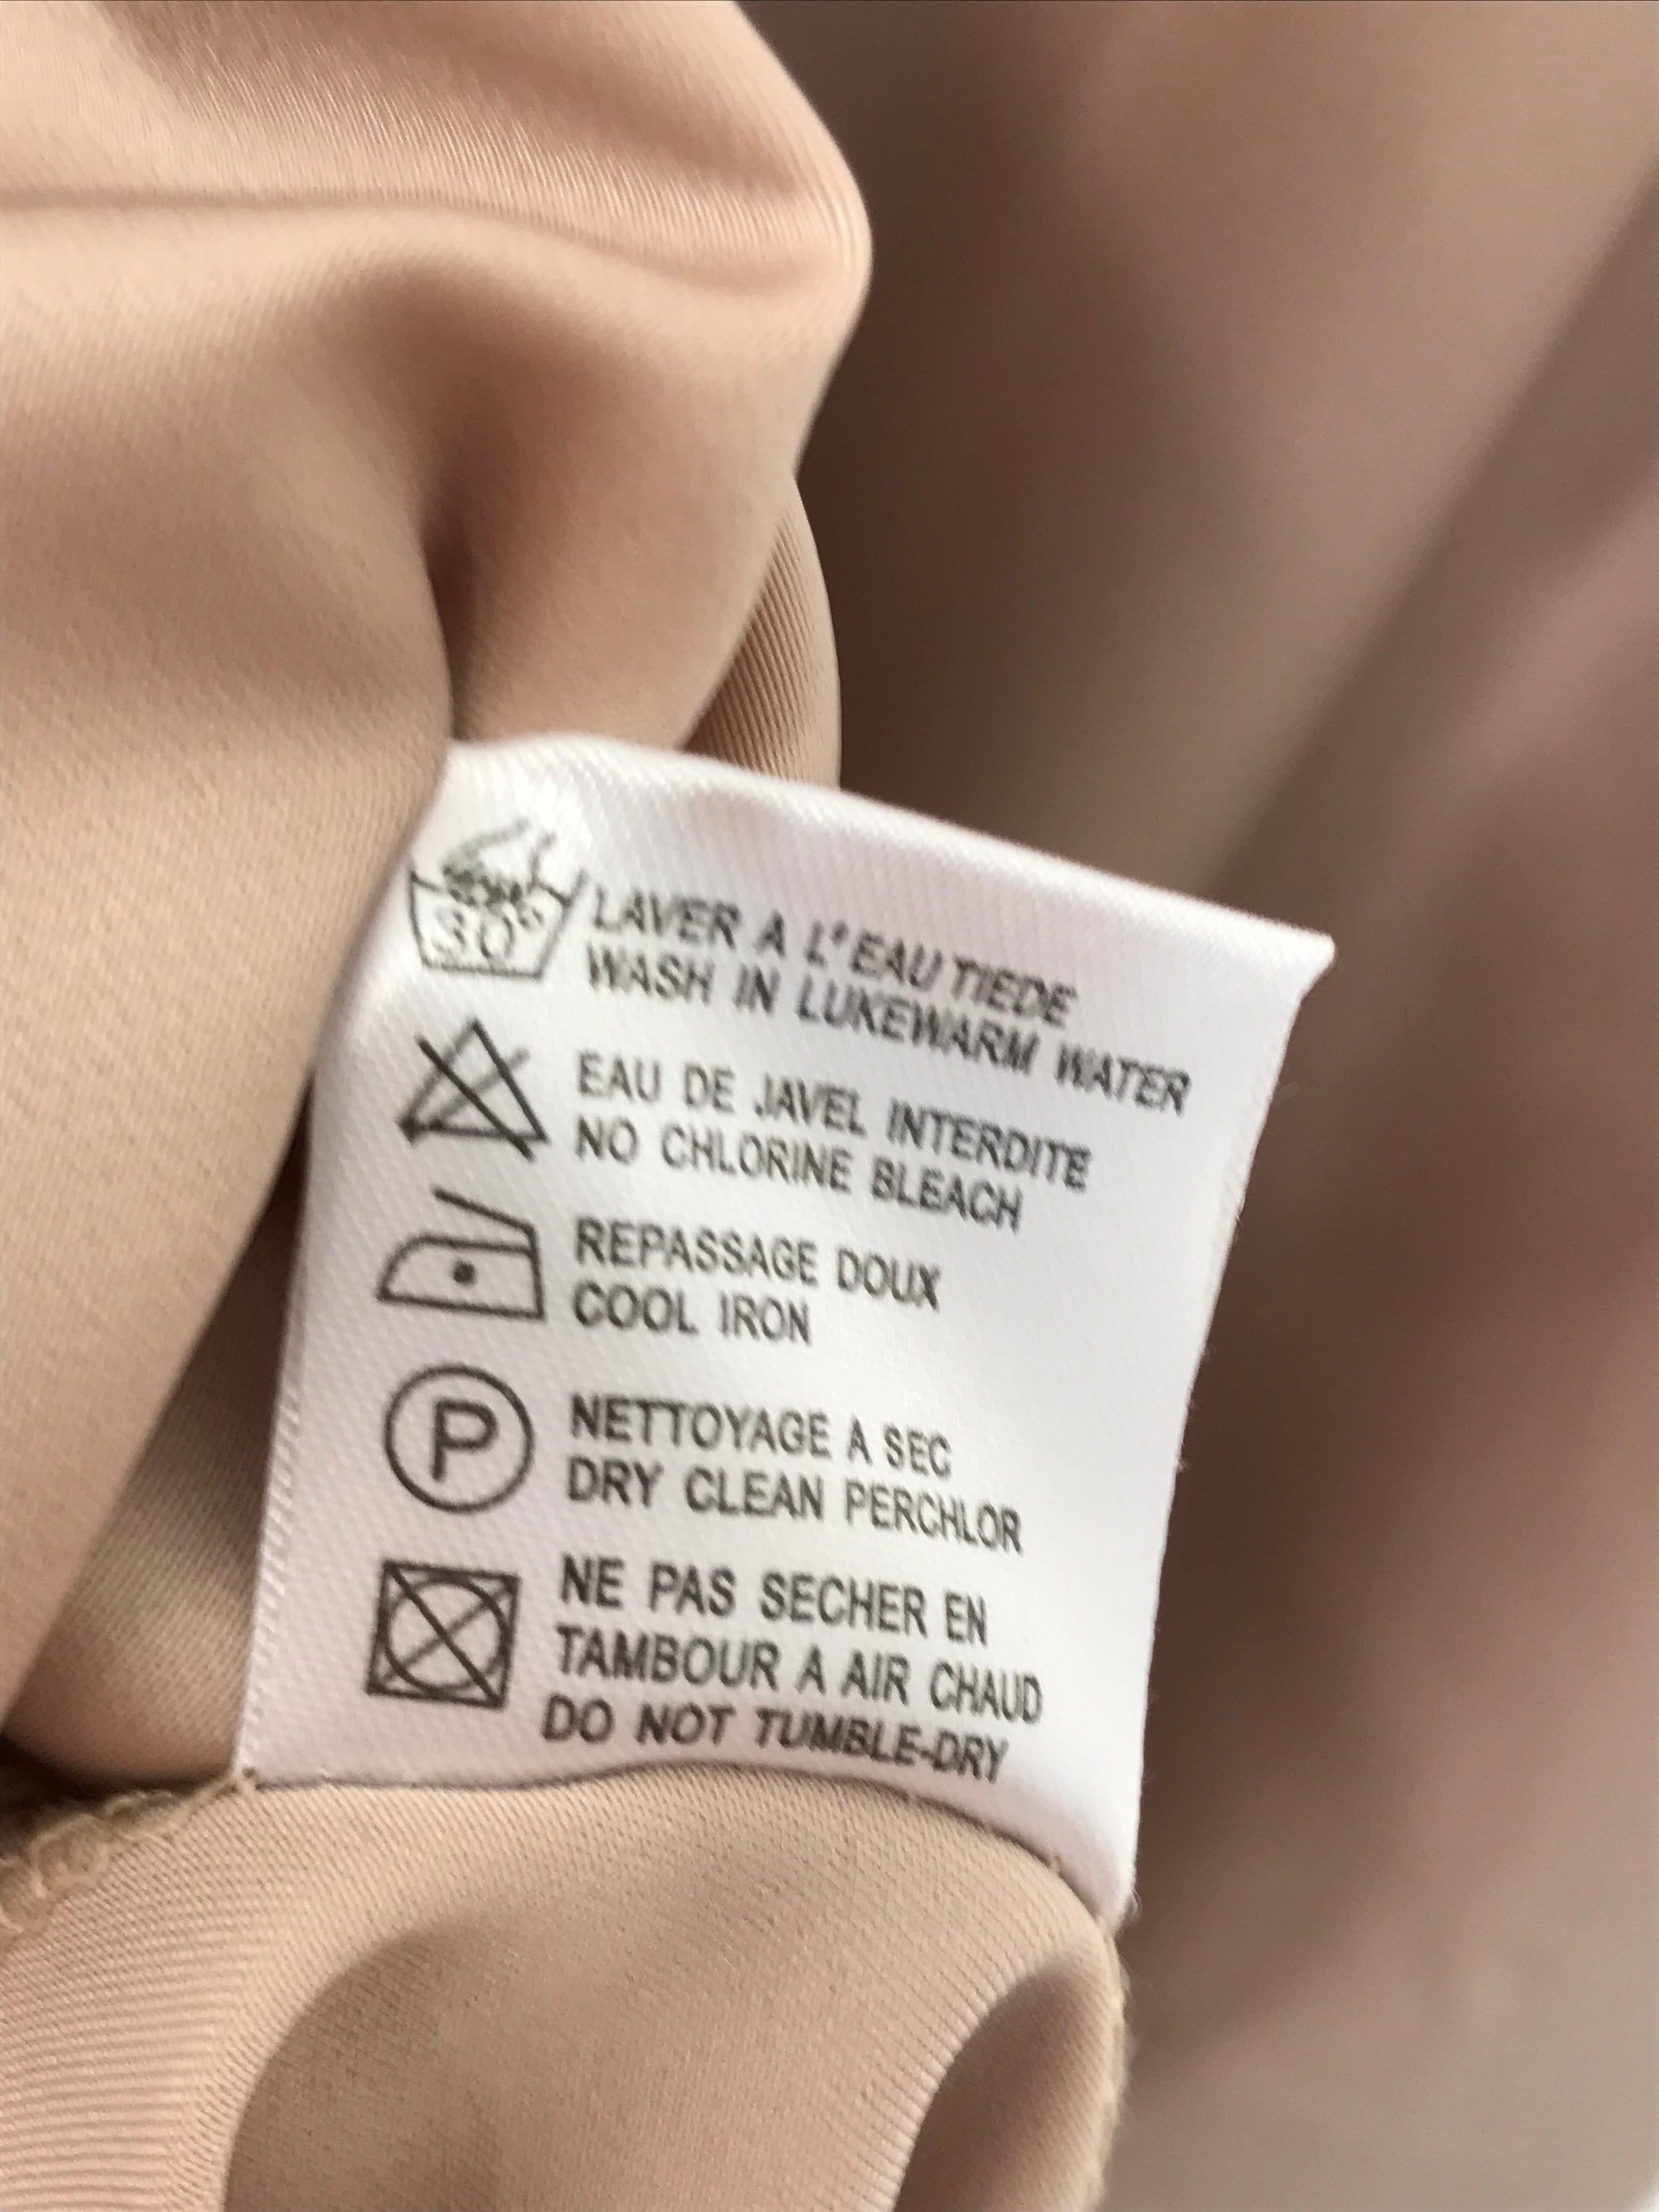 30° LAVER A L'EAU TIEDE
WASH IN LUKEWARM WATER
EAU DE JAVEL INTERDITE
NO CHLORINE BLEACH
REPASSAGE DOUX
COOL IRON
P NETTOYAGE A SEC
DRY CLEAN PERCHLOR
NE PAS SECHER EN
TAMBOUR A AIR CHAUD
DO NOT TUMBLE-DRY